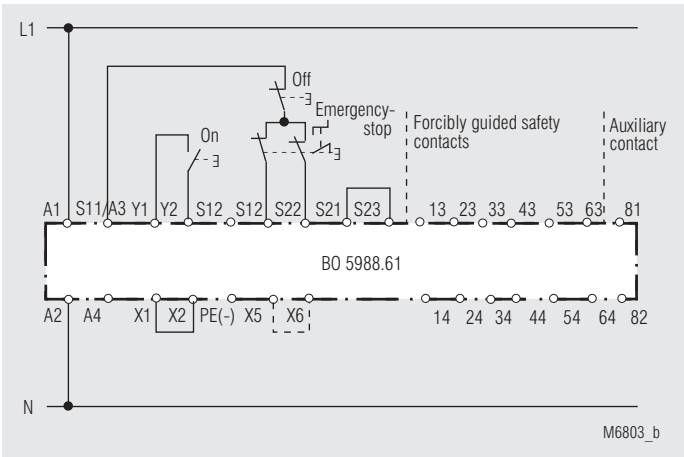 L1
Off
Emergency-
stop
On
Forcibly guided safety
contacts
Auxiliary
contact
A1 S11/A3 Y1 Y2 S12 S12 S22 S21 S23 13 23 33 43 53 63 81
BO 5988.61
A2 A4 X1 X2 PE(-) X5 X6 14 24 34 44 54 64 82
N
M6803_b